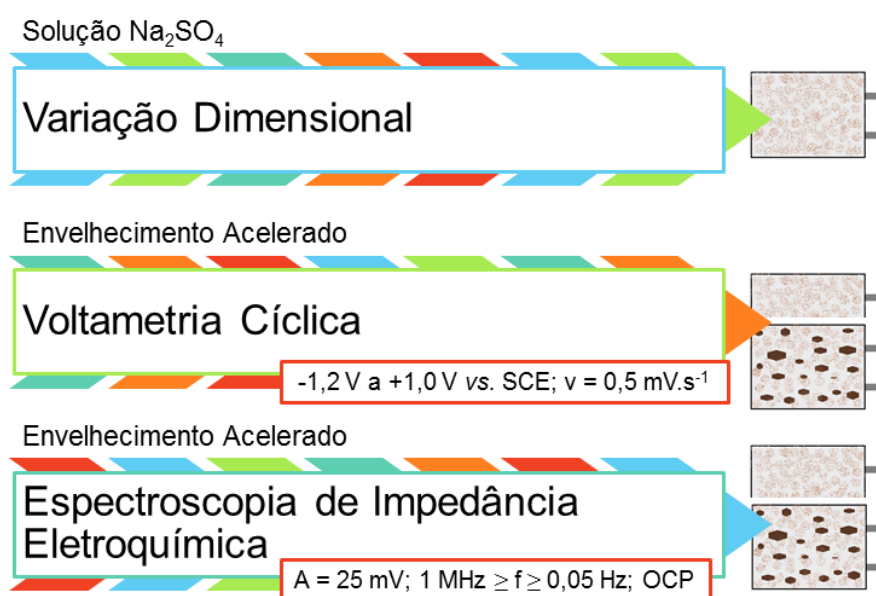 Solução Na₂SO₄
Variação Dimensional
Envelhecimento Acelerado
Voltametria Cíclica
-1,2 V a +1,0 V vs. SCE; v = 0,5 mV.s⁻¹
Envelhecimento Acelerado
Espectroscopia de Impedância
Eletroquímica
A = 25 mV; 1 MHz ≥ f ≥ 0,05 Hz; OCP